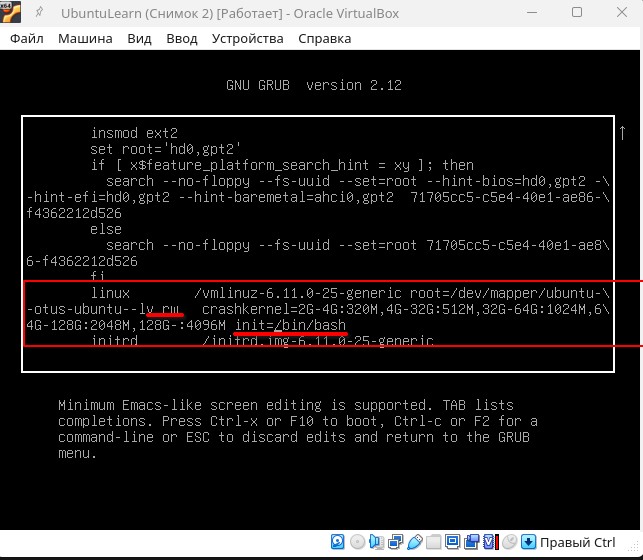 UbuntuLearn (Снимок 2) [Работает] - Oracle VirtualBox
Файл Машина Вид Ввод Устройства Справка
GNU GRUB version 2.12
insmod ext2
set root='hd0,gpt2'
if [ x$feature_platform_search_hint = xy ]; then
search --no-floppy --fs-uuid --set=root --hint-bios=hd0,gpt2 -\
-hint-efi=hd0,gpt2 --hint-baremetal=ahci0,gpt2 71705cc5-c5e4-40e1-ae86-\
f4362212d526
else
search --no-floppy --fs-uuid --set=root 71705cc5-c5e4-40e1-ae8\
6-f4362212d526
fi
linux /vmlinuz-6.11.0-25-generic root=/dev/mapper/ubuntu-\
-otus-ubuntu--lv rw crashkernel=2G-4G:320M,4G-32G:512M,32G-64G:1024M,6\
4G-128G:2048M,128G-:4096M init=/bin/bash
initrd /initrd.img-6.11.0-25-generic
Minimum Emacs-like screen editing is supported. TAB lists
completions. Press Ctrl-x or F10 to boot, Ctrl-c or F2 for a
command-line or ESC to discard edits and return to the GRUB
menu.
Правый Ctrl